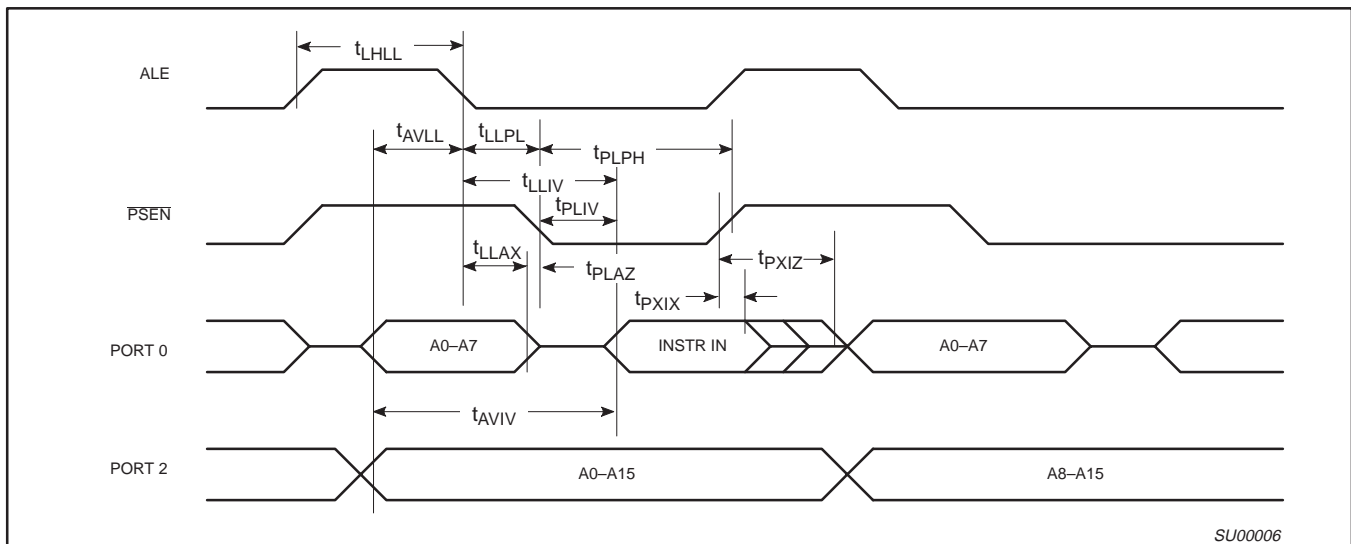 ALE
tLHLL
tAVLL
tLLPL
tPLPH
tLLIV
PSEN
tPLIV
tLLAX
tPLAZ
tPXIZ
tPXIX
PORT 0
A0–A7
INSTR IN
A0–A7
tAVIV
PORT 2
A0–A15
A8–A15
SU00006